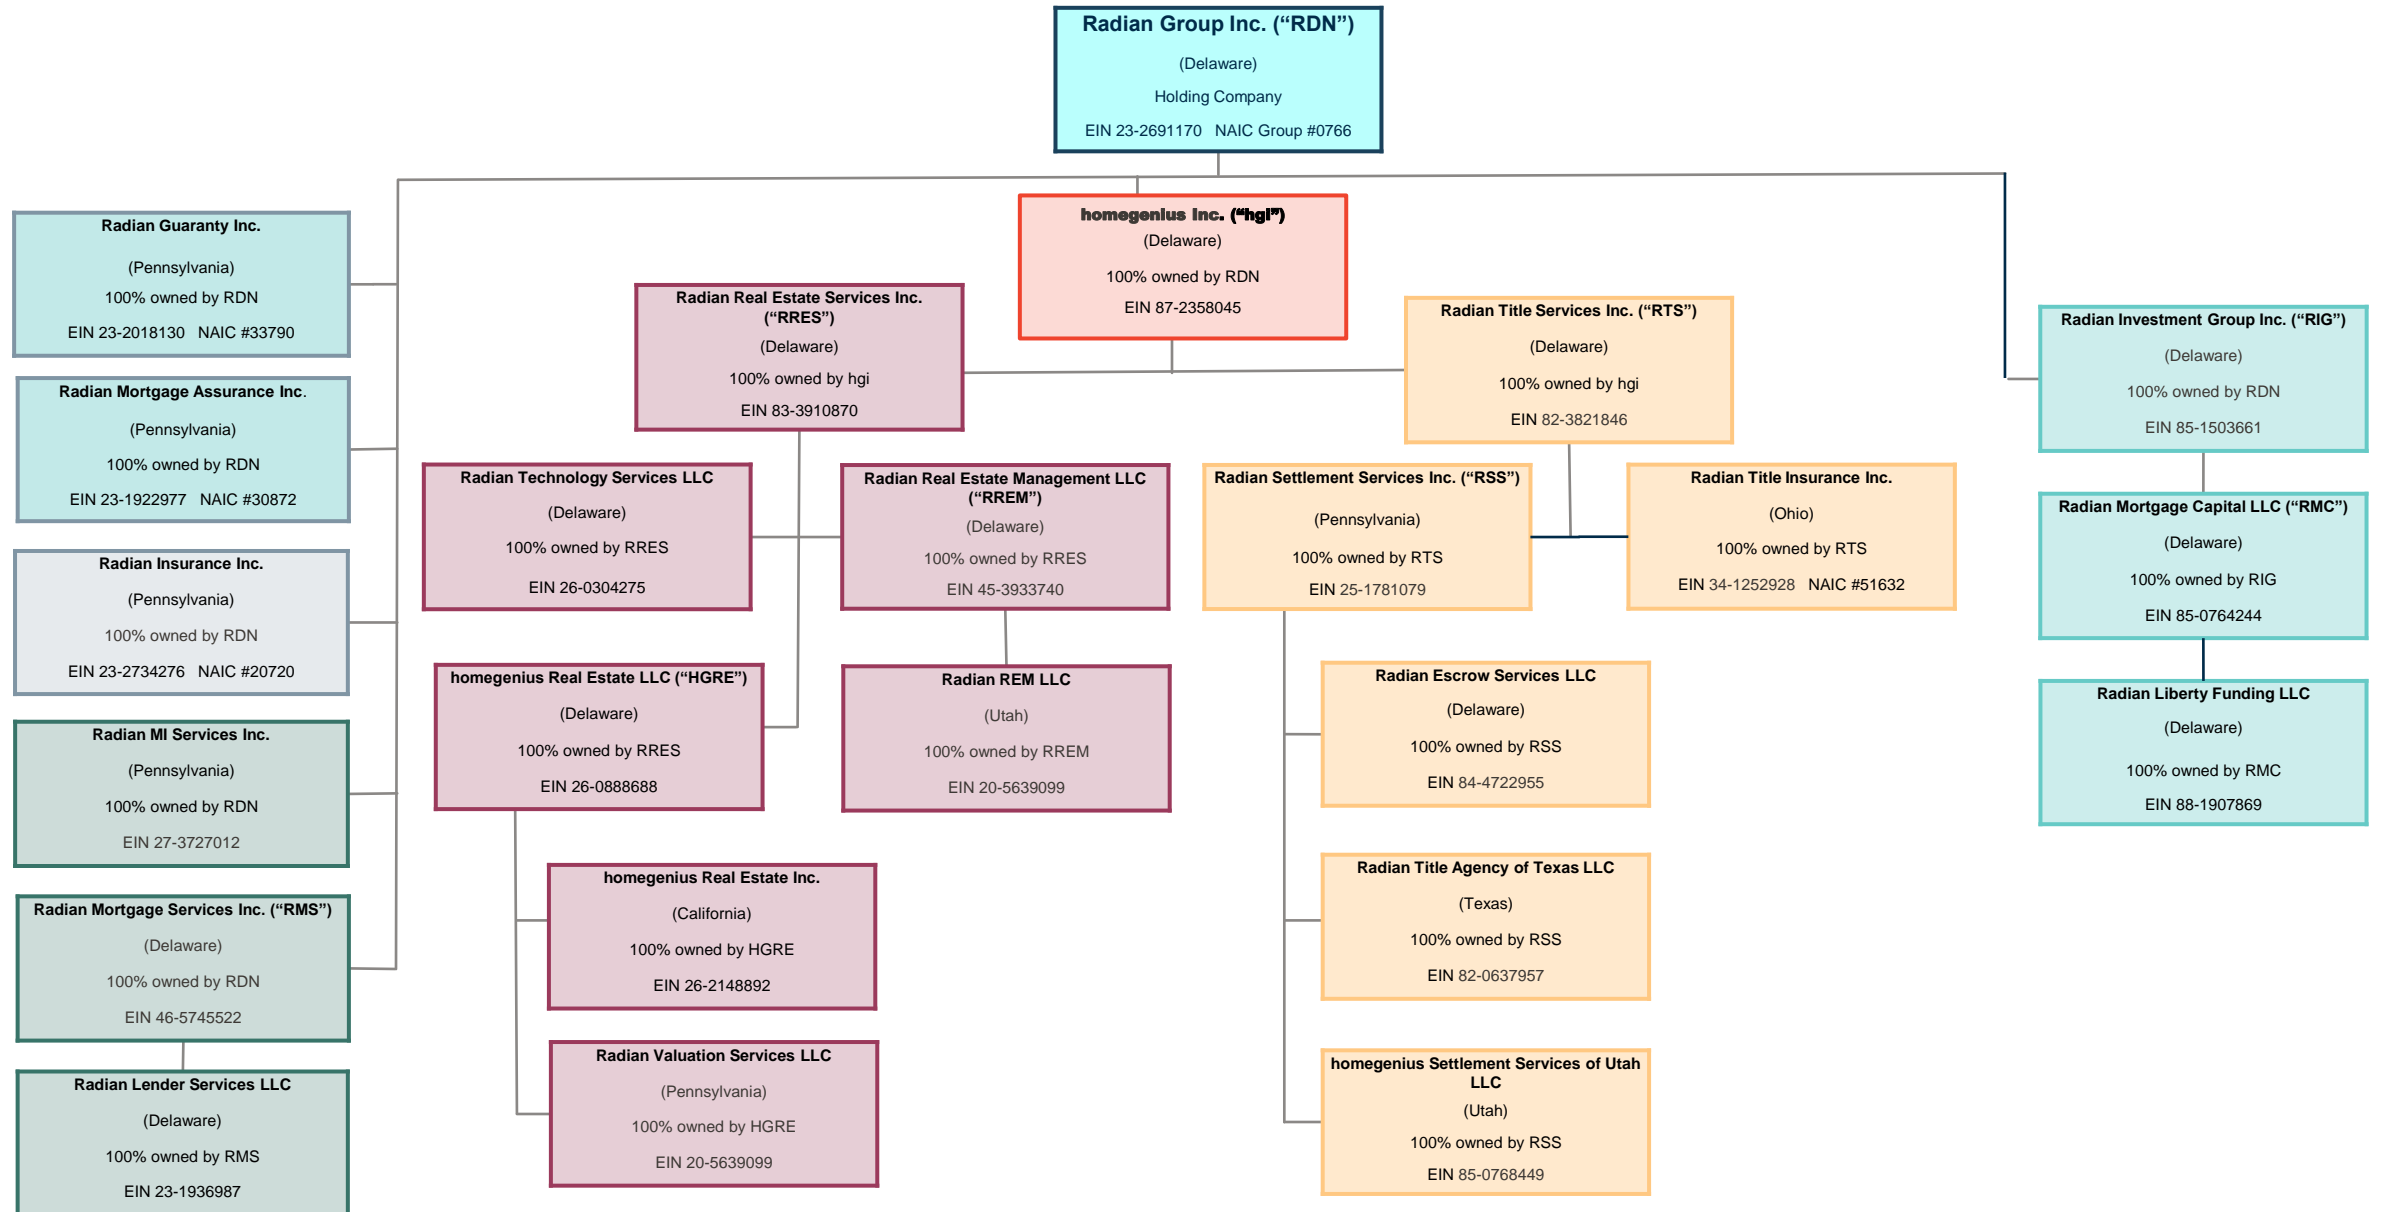 Radian Group Inc. (“RDN”)
(Delaware)
Holding Company
EIN 23-2691170 NAIC Group #0766
Radian Guaranty Inc.
(Pennsylvania)
100% owned by RDN
EIN 23-2018130 NAIC #33790
Radian Mortgage Assurance Inc.
(Pennsylvania)
100% owned by RDN
EIN 23-1922977 NAIC #30872
Radian Insurance Inc.
(Pennsylvania)
100% owned by RDN
EIN 23-2734276 NAIC #20720
Radian MI Services Inc.
(Pennsylvania)
100% owned by RDN
EIN 27-3727012
Radian Mortgage Services Inc. (“RMS”)
(Delaware)
100% owned by RDN
EIN 46-5745522
Radian Lender Services LLC
(Delaware)
100% owned by RMS
EIN 23-1936987
homegenius Inc. (“hgi”)
(Delaware)
100% owned by RDN
EIN 87-2358045
Radian Real Estate Services Inc.
(“RRES”)
(Delaware)
100% owned by hgi
EIN 83-3910870
Radian Technology Services LLC
(Delaware)
100% owned by RRES
EIN 26-0304275
Radian Real Estate Management LLC
(“RREM”)
(Delaware)
100% owned by RRES
EIN 45-3933740
homegenius Real Estate LLC (“HGRE”)
(Delaware)
100% owned by RRES
EIN 26-0888688
Radian REM LLC
(Utah)
100% owned by RREM
EIN 20-5639099
homegenius Real Estate Inc.
(California)
100% owned by HGRE
EIN 26-2148892
Radian Valuation Services LLC
(Pennsylvania)
100% owned by HGRE
EIN 20-5639099
Radian Title Services Inc. (“RTS”)
(Delaware)
100% owned by hgi
EIN 82-3821846
Radian Settlement Services Inc. (“RSS”)
(Pennsylvania)
100% owned by RTS
EIN 25-1781079
Radian Title Insurance Inc.
(Ohio)
100% owned by RTS
EIN 34-1252928 NAIC #51632
Radian Escrow Services LLC
(Delaware)
100% owned by RSS
EIN 84-4722955
Radian Title Agency of Texas LLC
(Texas)
100% owned by RSS
EIN 82-0637957
homegenius Settlement Services of Utah
LLC
(Utah)
100% owned by RSS
EIN 85-0768449
Radian Investment Group Inc. (“RIG”)
(Delaware)
100% owned by RDN
EIN 85-1503661
Radian Mortgage Capital LLC (“RMC”)
(Delaware)
100% owned by RIG
EIN 85-0764244
Radian Liberty Funding LLC
(Delaware)
100% owned by RMC
EIN 88-1907869